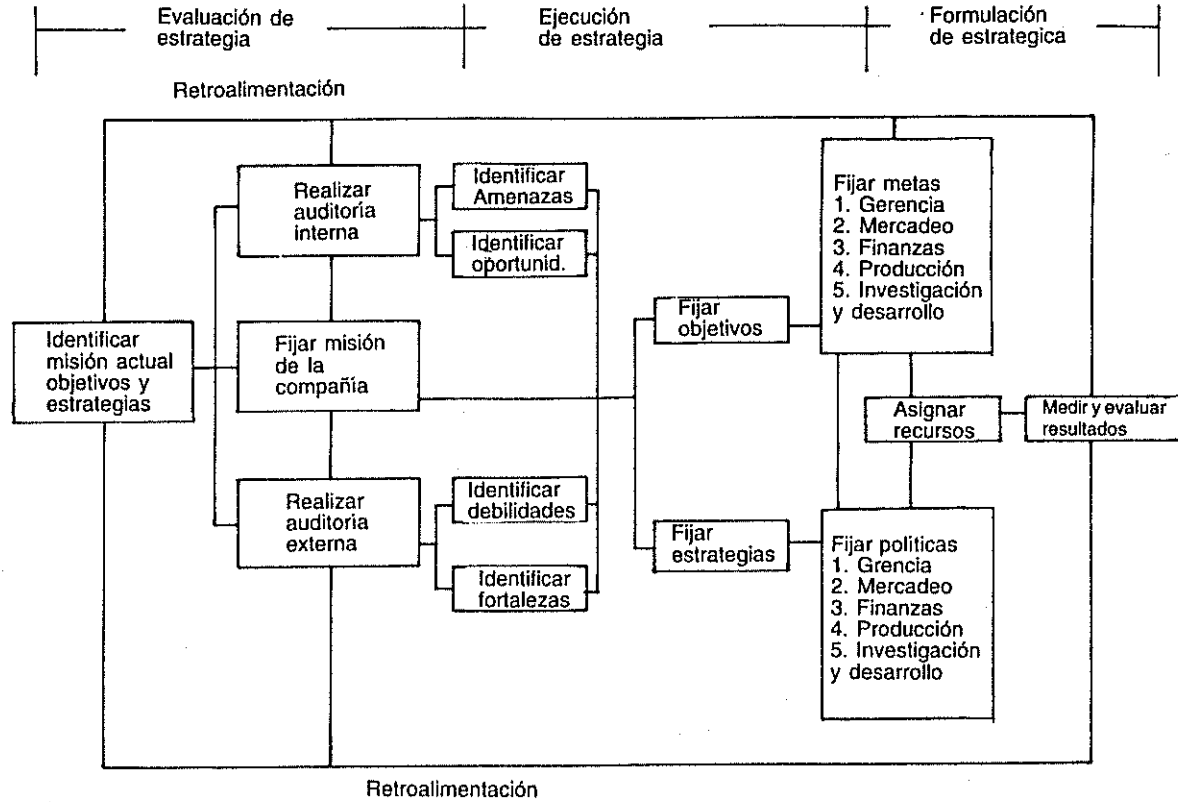 Evaluación de
estrategia
Ejecución
de estrategia
Formulación
de estrategica
Retroalimentación
Realizar
auditoría
interna
Identificar
Amenazas
Identificar
oportunid.
Fijar metas
1. Gerencia
2. Mercadeo
3. Finanzas
4. Producción
5. Investigación
y desarrollo
Identificar
misión actual
objetivos y
estrategias
Fijar misión
de la
compañía
Fijar
objetivos
Asignar
recursos
Medir y evaluar
resultados
Realizar
auditoria
externa
Identificar
debilidades
Identificar
fortalezas
Fijar
estrategias
Fijar políticas
1. Grencia
2. Mercadeo
3. Finanzas
4. Producción
5. Investigación
y desarrollo
Retroalimentación